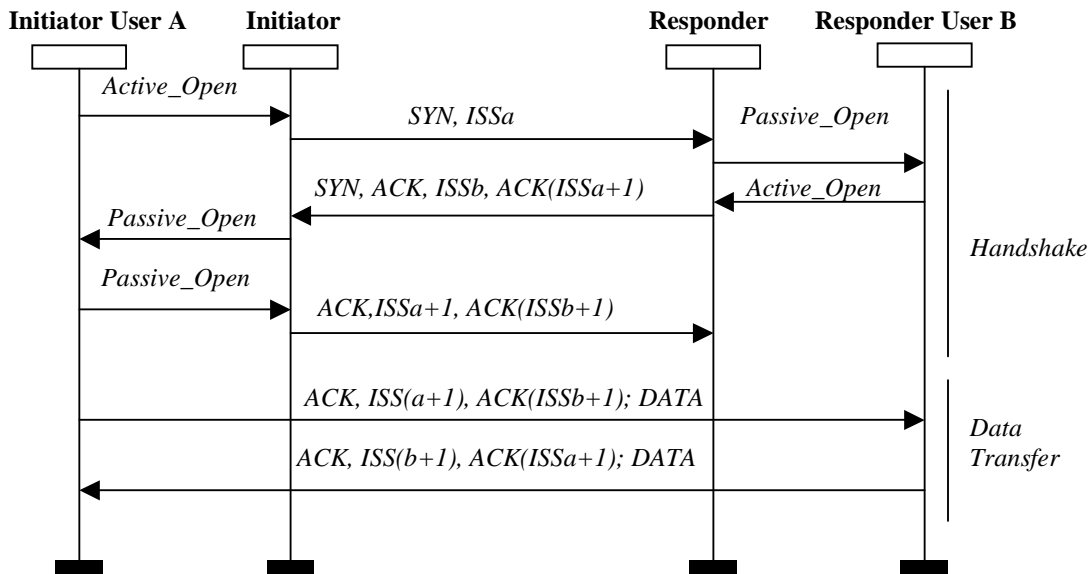 Initiator User A
Initiator
Responder
Responder User B
Active_Open
SYN, ISSa
Passive_Open
SYN, ACK, ISSb, ACK(ISSa+1)
Active_Open
Passive_Open
Handshake
Passive_Open
ACK,ISSa+1, ACK(ISSb+1)
ACK, ISS(a+1), ACK(ISSb+1); DATA
Data
Transfer
ACK, ISS(b+1), ACK(ISSa+1); DATA